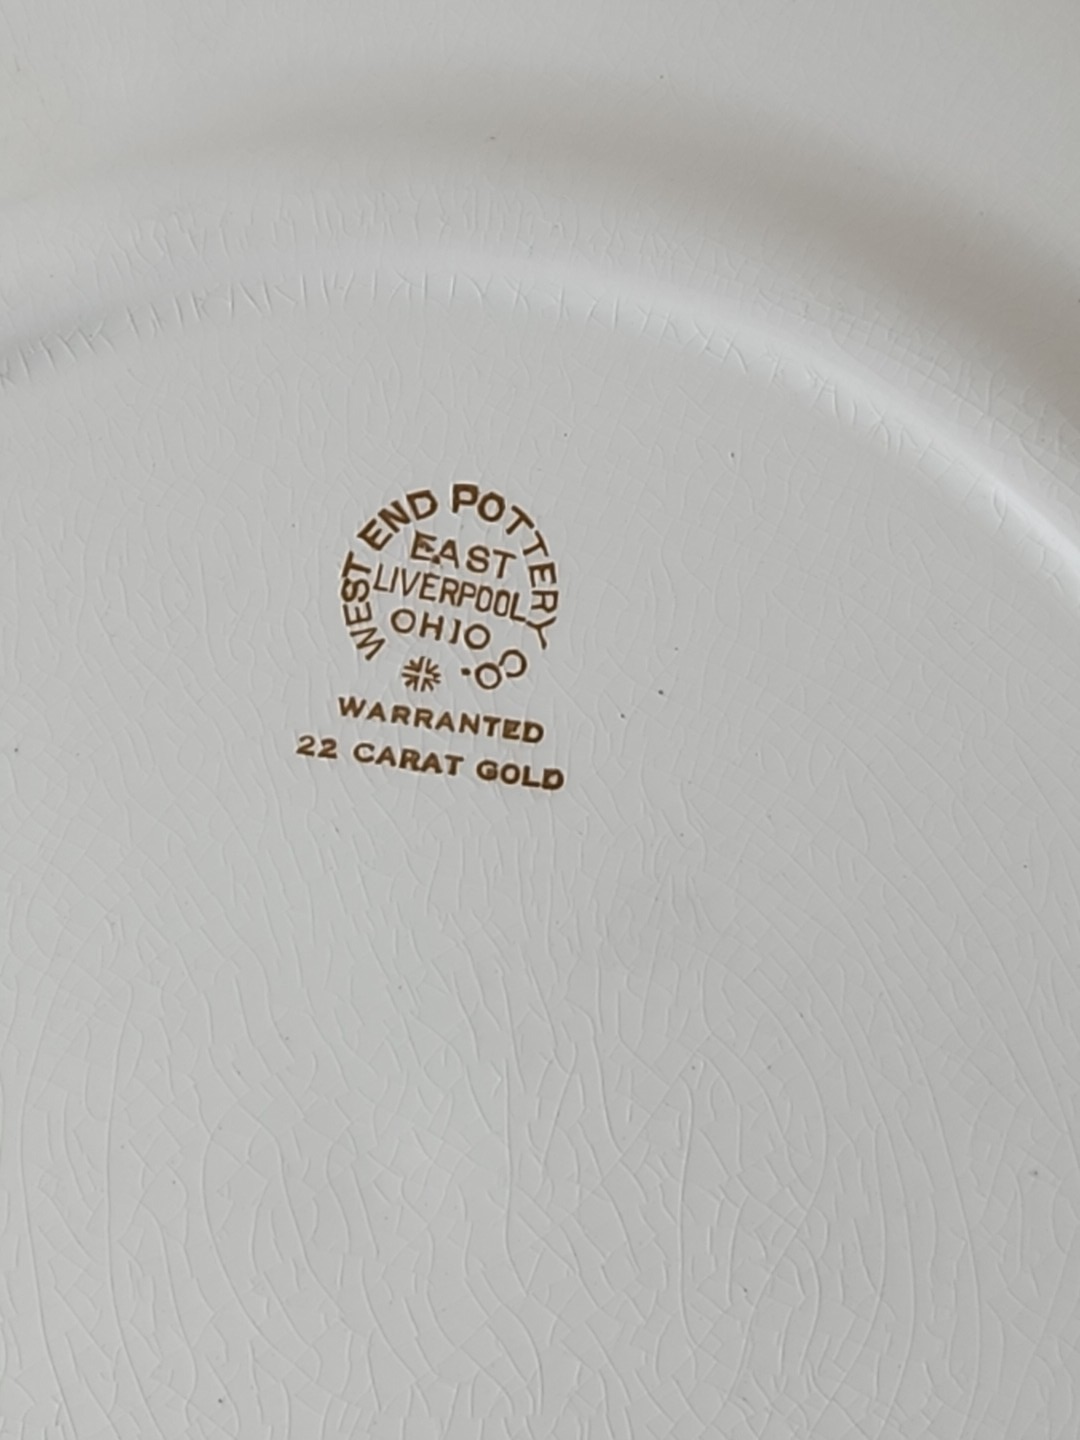 WEST END POTTERY CO.
EAST
LIVERPOOL
OHIO
WARRANTED
22 CARAT GOLD